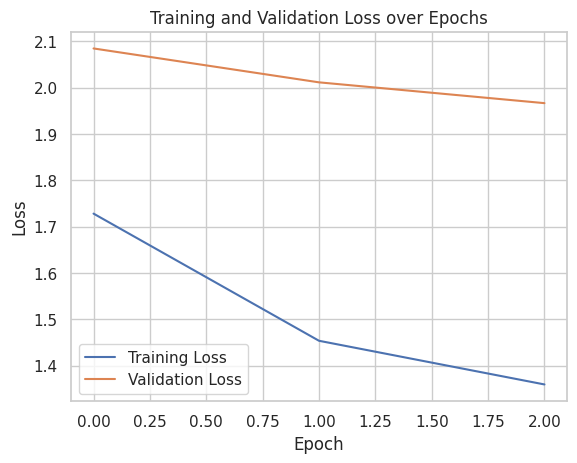 Training and Validation Loss over Epochs
2.1
2.0
1.9
1.8
1.7
1.6
1.5
1.4
Loss
Training Loss
Validation Loss
0.00 0.25 0.50 0.75 1.00 1.25 1.50 1.75 2.00
Epoch